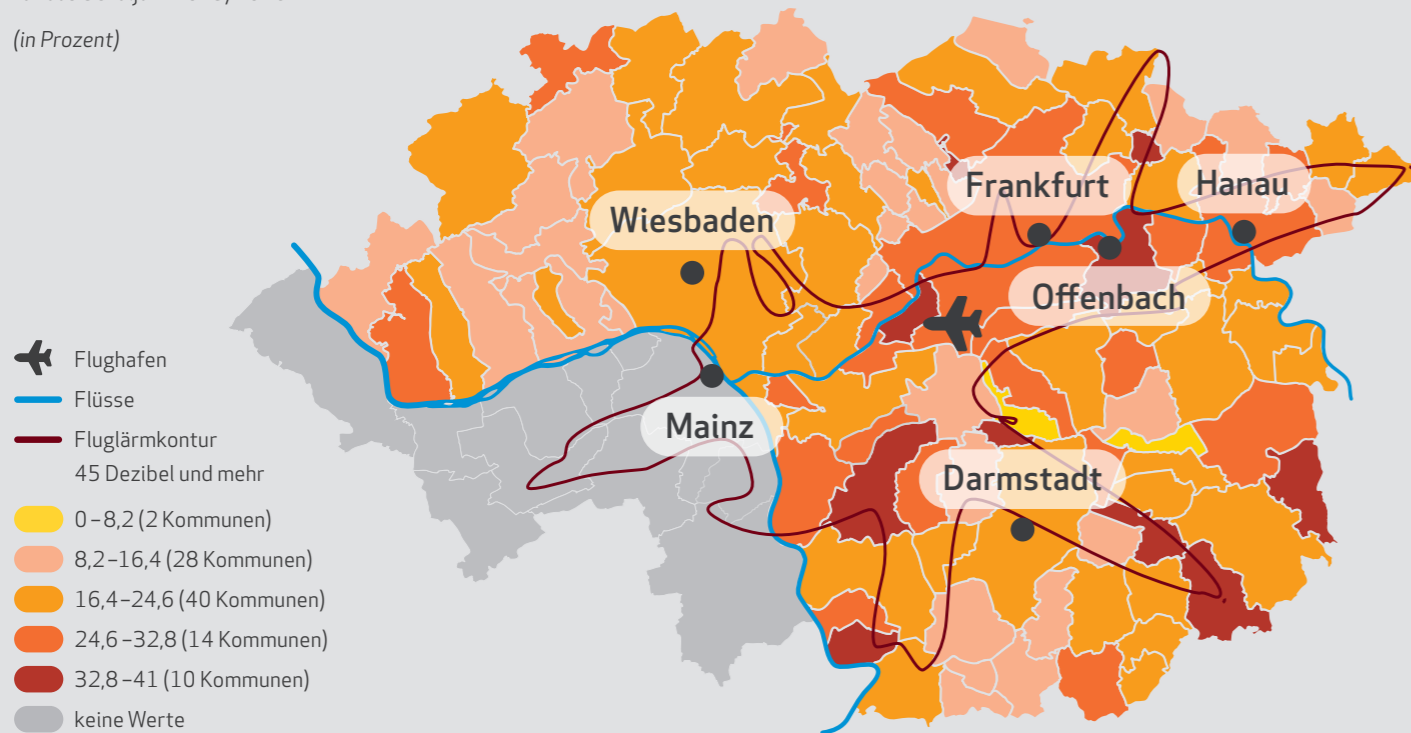 (in Prozent)
Frankfurt
Hanau
Wiesbaden
Offenbach
Mainz
Darmstadt
Flughafen
Flüsse
Fluglärmkontur
45 Dezibel und mehr
0–8,2 (2 Kommunen)
8,2–16,4 (28 Kommunen)
16,4–24,6 (40 Kommunen)
24,6–32,8 (14 Kommunen)
32,8–41 (10 Kommunen)
keine Werte